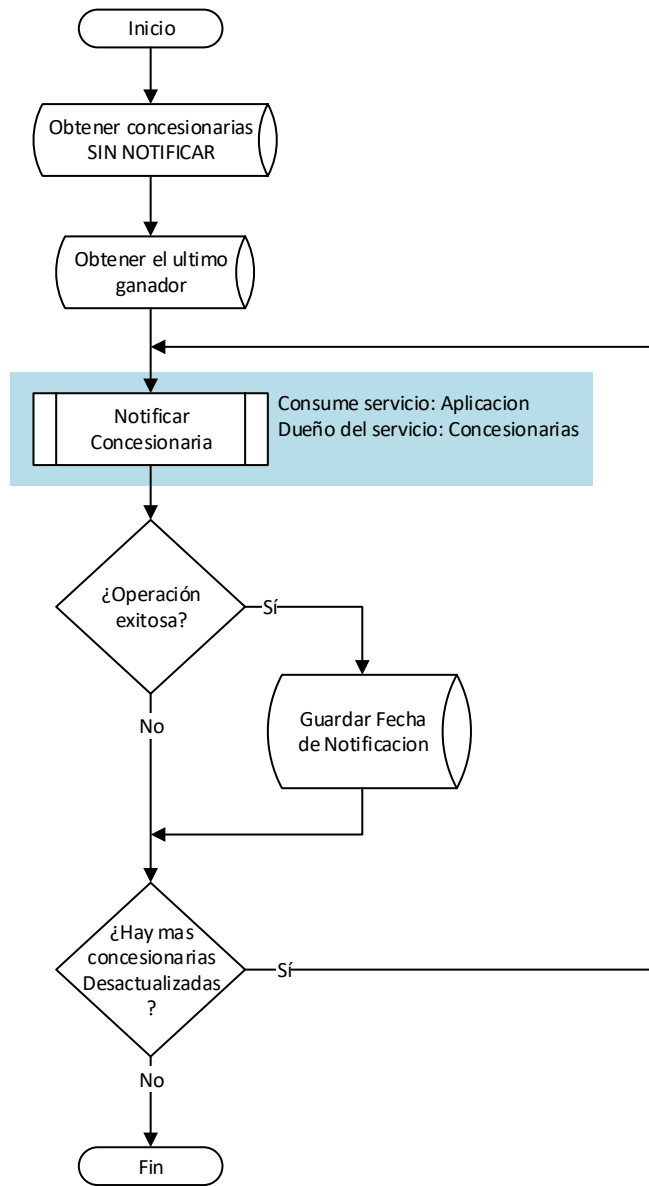 Inicio
Obtener concesionarias
SIN NOTIFICAR
Obtener el ultimo
ganador
Notificar
Concesionaria
Consume servicio: Aplicacion
Dueño del servicio: Concesionarias
¿Operación
exitosa?
Sí
No
Guardar Fecha
de Notificacion
¿Hay mas
concesionarias
Desactualizadas
?
Sí
No
Fin